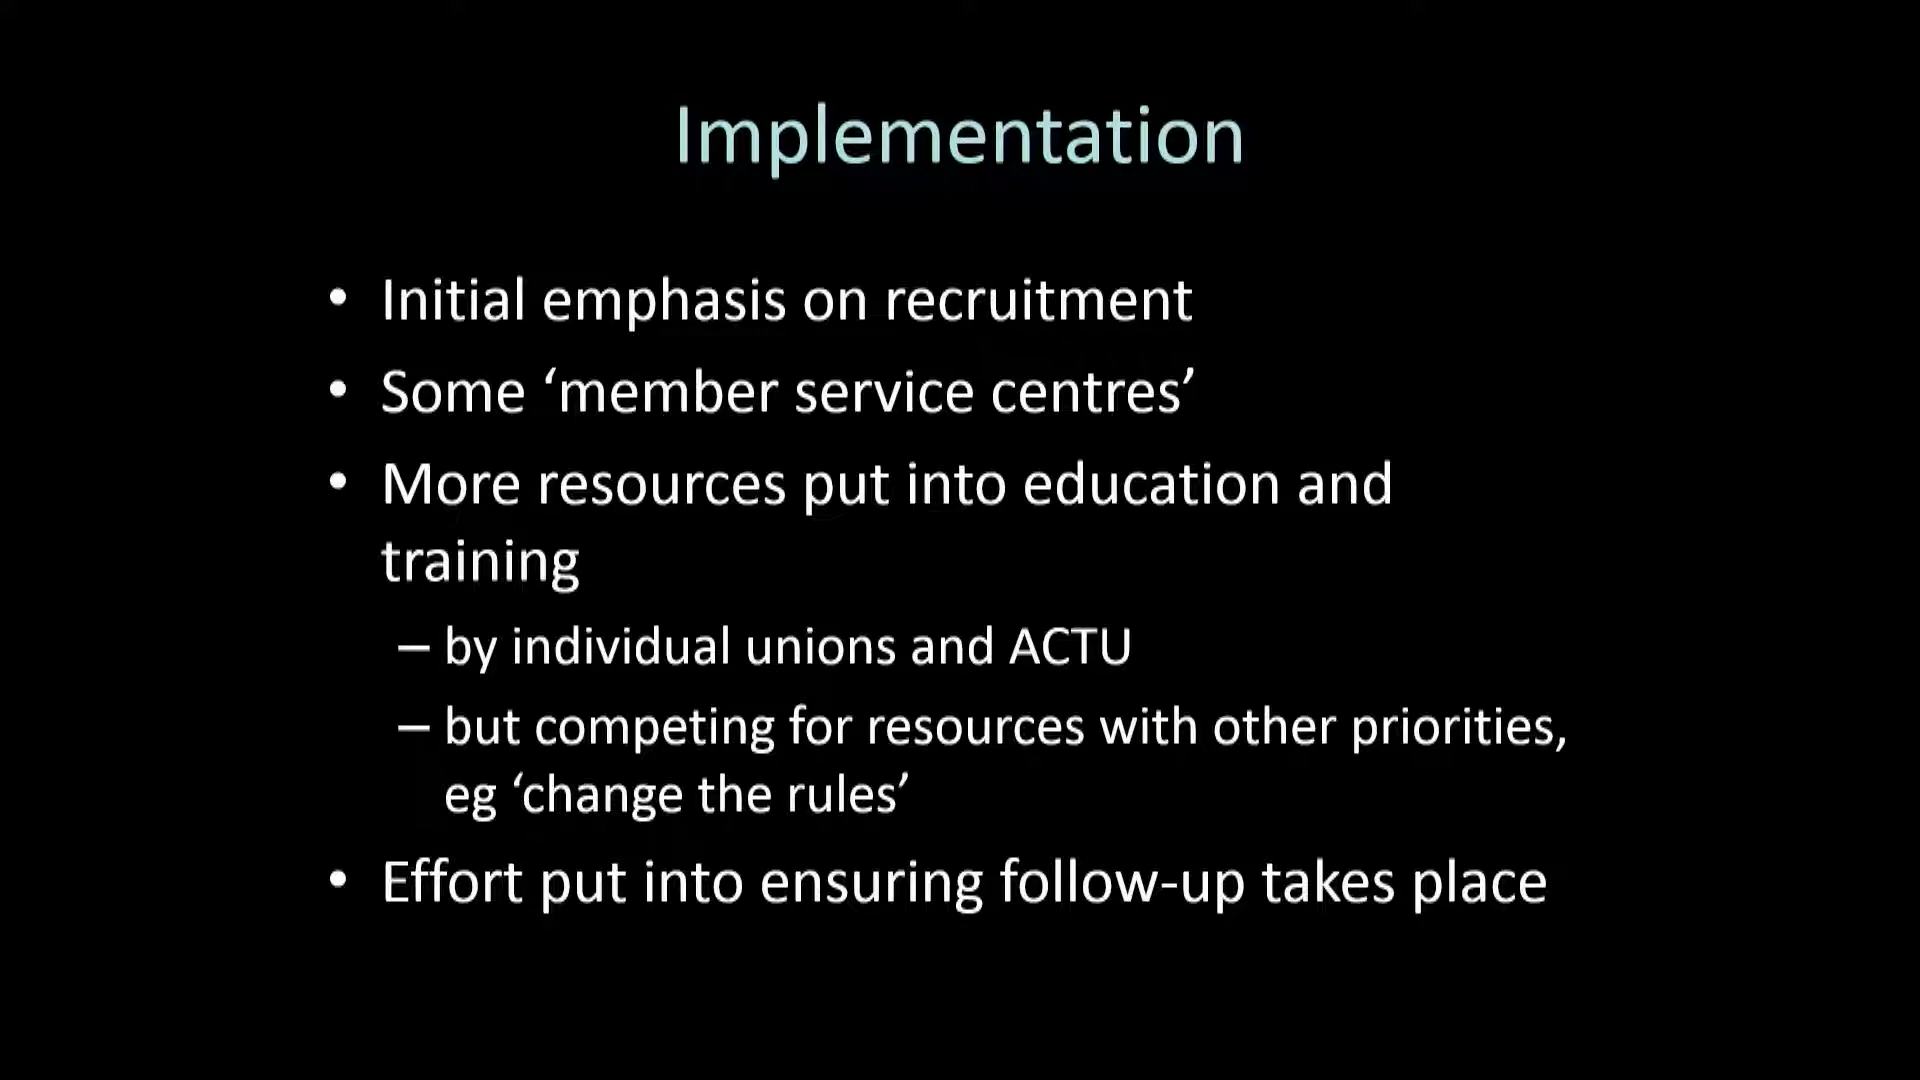 Implementation
• Initial emphasis on recruitment
• Some ‘member service centres’
• More resources put into education and
training
– by individual unions and ACTU
– but competing for resources with other priorities,
eg ‘change the rules’
• Effort put into ensuring follow-up takes place